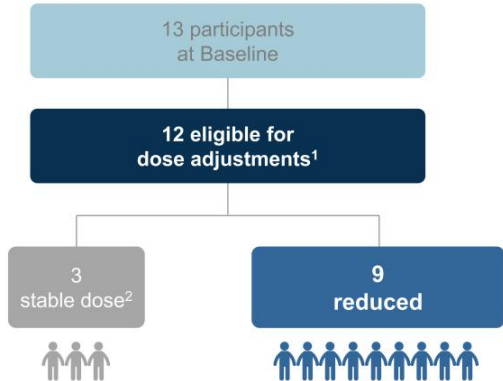 13 participants
at Baseline
12 eligible for
dose adjustments¹
3
stable dose²
9
reduced